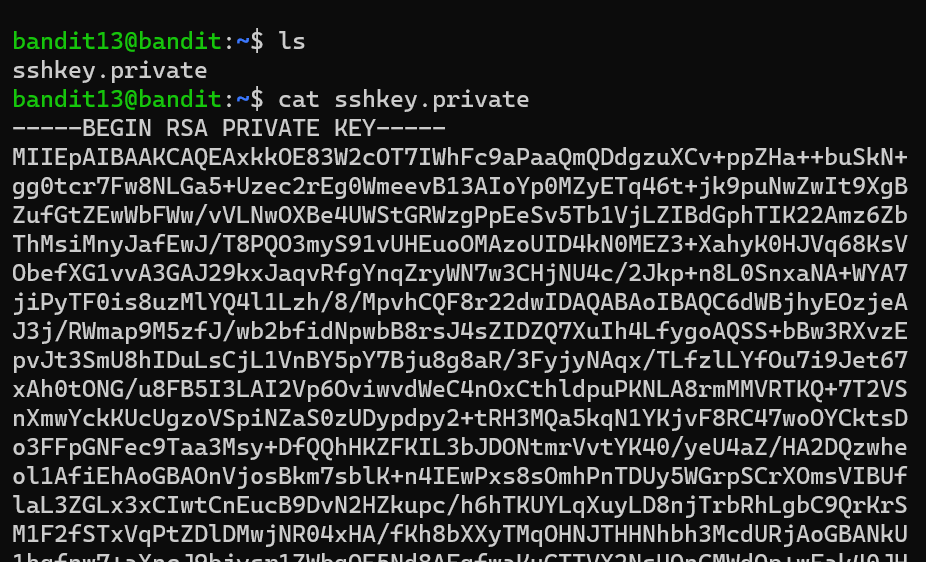 bandit13@bandit:~$ ls
sshkey.private
bandit13@bandit:~$ cat sshkey.private
-----BEGIN RSA PRIVATE KEY-----
MIIEpAIBAAKCAQEAxkkOE83W2cOT7IWhFc9aPaaQmQDdgzuXCv+ppZHa++buSkN+
gg0tcr7Fw8NLGa5+Uzec2rEg0WmeevB13AIoYp0MZyETq46t+jk9puNwZwIt9XgB
ZufGtZEwWbFWw/vVLNwOXBe4UWStGRWzgPpEeSv5Tb1VjLZIBdGphTIK22Amz6Zb
ThMsiMnyJafEwJ/T8PQO3myS91vUHEuoOMAzoUID4kN0MEZ3+XahyK0HJVq68KsV
ObefXG1vvA3GAJ29kxJaqvRfgYnqZryWN7w3CHjNU4c/2Jkp+n8L0SnxaNA+WYA7
jiPyTF0is8uzMlYQ4l1Lzh/8/MpvhCQF8r22dwIDAQABAoIBAQC6dWBjhyEOzjeA
J3j/RWmap9M5zfJ/wb2bfidNpwbB8rsJ4sZIDZQ7XuIh4LfygoAQSS+bBw3RXvzE
pvJt3SmU8hIDuLsCjL1VnBY5pY7Bju8g8aR/3FyjyNAqx/TLfzlLYfOu7i9Jet67
xAh0tONG/u8FB5I3LAI2Vp6OviwvdWeC4nOxCthldpuPKNLA8rmMMVRTKQ+7T2VS
nXmwYckKUcUgzoVSpiNZaS0zUDypdpy2+tRH3MQa5kqN1YKjvF8RC47woOYCktsD
o3FFpGNFec9Taa3Msy+DfQQhHKZFKIL3bJDONtmrVvtYK40/yeU4aZ/HA2DQzwhe
ol1AfiEhAoGBAOnVjosBkm7sblK+n4IEwPxs8sOmhPnTDUy5WGrpSCrXOmsVIBUf
laL3ZGLx3xCIwtCnEucB9DvN2HZkupc/h6hTKUYLqXuyLD8njTrbRhLgbC9QrKrS
M1F2fSTxVqPtZDlDMwjNR04xHA/fKh8bXXyTMqOHNJTHHNhbh3McdURjAoGBANkU